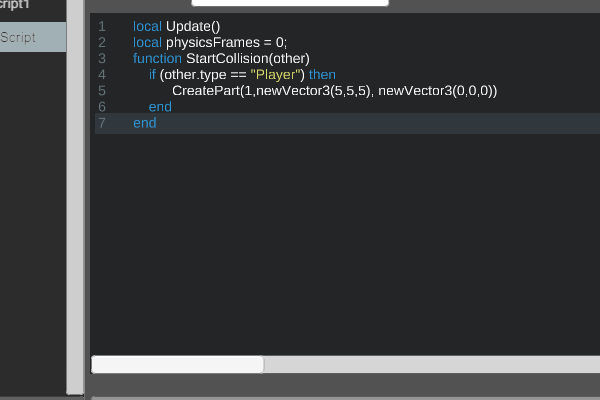 cript1
Script
1 local Update()
2 local physicsFrames = 0;
3 function StartCollision(other)
4 if (other.type == "Player") then
5 CreatePart(1,newVector3(5,5,5), newVector3(0,0,0))
6 end
7 end